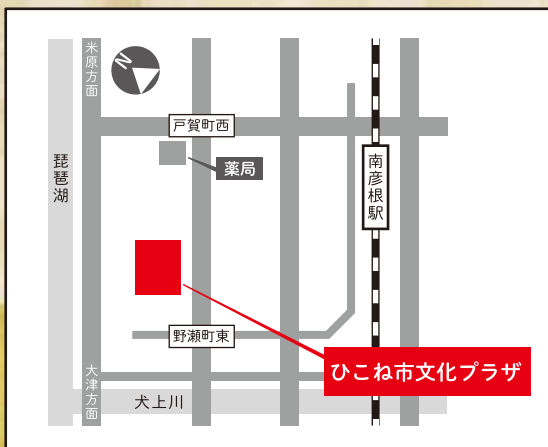 米原方面
N
戸賀町西
薬局
琵琶湖
南彦根駅
野瀬町東
ひこね市文化プラザ
大津方面
犬上川